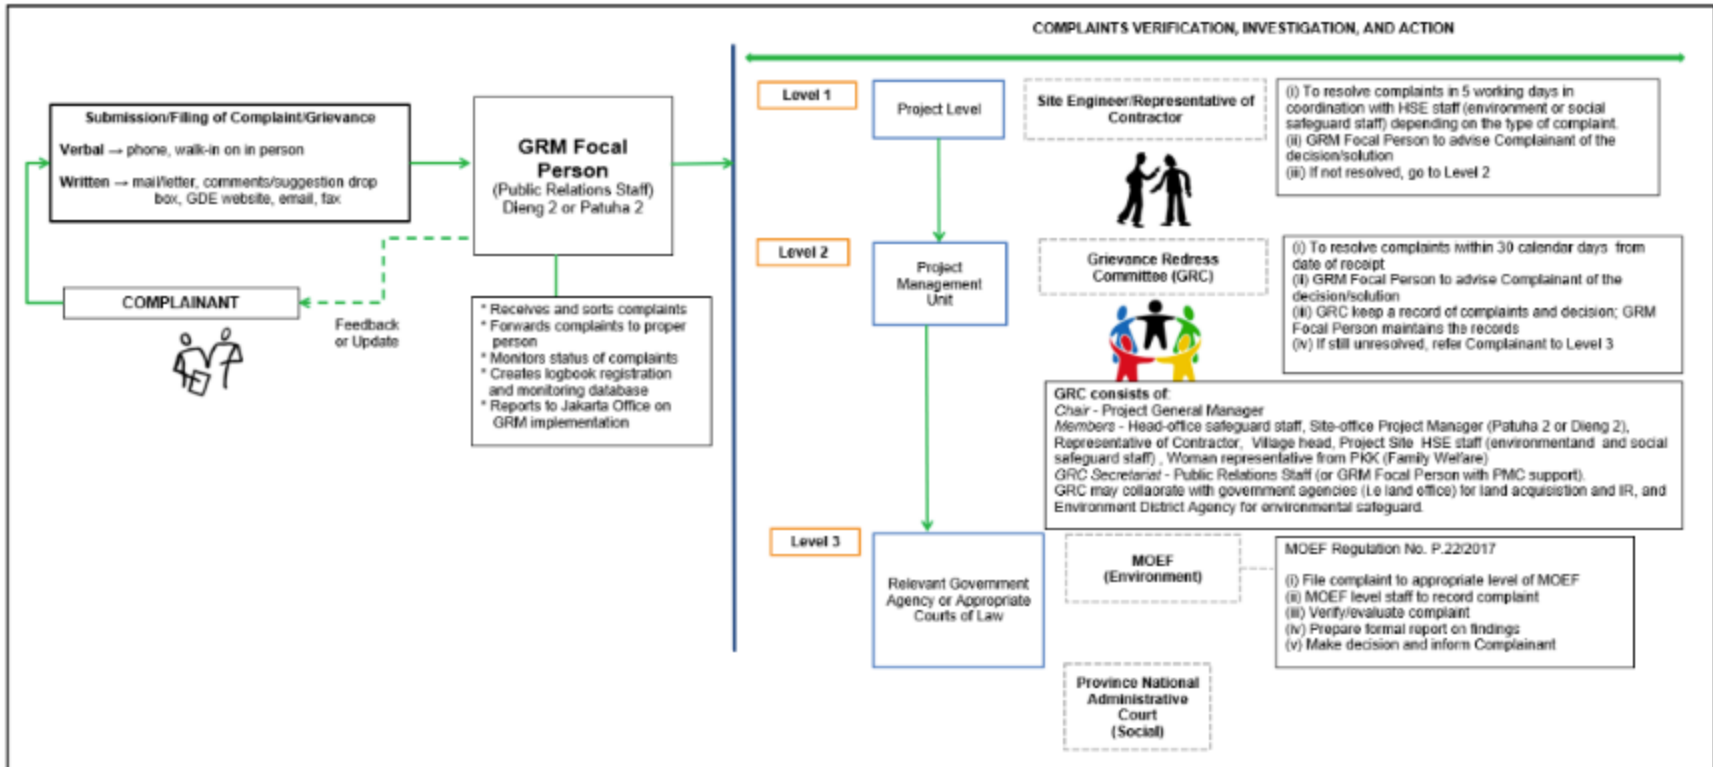 COMPLAINTS VERIFICATION, INVESTIGATION, AND ACTION
Submission/Filing of Complaint/Grievance
Verbal → phone, walk-in on in person
Written → mail/letter, comments/suggestion drop
box, GDE website, email, fax
COMPLAINANT
Feedback
or Update
GRM Focal
Person
(Public Relations Staff)
Dieng 2 or Patuha 2
* Receives and sorts complaints
* Forwards complaints to proper
person
* Monitors status of complaints
* Creates logbook registration
and monitoring database
* Reports to Jakarta Office on
GRM implementation
Level 1
Project Level
Site Engineer/Representative of
Contractor
(i) To resolve complaints in 5 working days in
coordination with HSE staff (environment or social
safeguard staff) depending on the type of complaint.
(ii) GRM Focal Person to advise Complainant of the
decision/solution
(iii) If not resolved, go to Level 2
Level 2
Project
Management
Unit
Grievance Redress
Committee (GRC)
(i) To resolve complaints iwithin 30 calendar days from
date of receipt
(ii) GRM Focal Person to advise Complainant of the
decision/solution
(iii) GRC keep a record of complaints and decision; GRM
Focal Person maintains the records
(iv) If still unresolved, refer Complainant to Level 3
GRC consists of:
Chair - Project General Manager
Members - Head-office safeguard staff, Site-office Project Manager (Patuha 2 or Dieng 2),
Representative of Contractor, Village head, Project Site HSE staff (environmentand and social
safeguard staff) , Woman representative from PKK (Family Welfare)
GRC Secretariat - Public Relations Staff (or GRM Focal Person with PMC support).
GRC may collaorate with government agencies (i.e land office) for land acquisistion and IR, and
Environment District Agency for environmental safeguard.
Level 3
Relevant Government
Agency or Appropriate
Courts of Law
MOEF
(Environment)
MOEF Regulation No. P.22/2017
(i) File complaint to appropriate level of MOEF
(ii) MOEF level staff to record complaint
(iii) Verify/evaluate complaint
(iv) Prepare formal report on findings
(v) Make decision and inform Complainant
Province National
Administrative
Court
(Social)